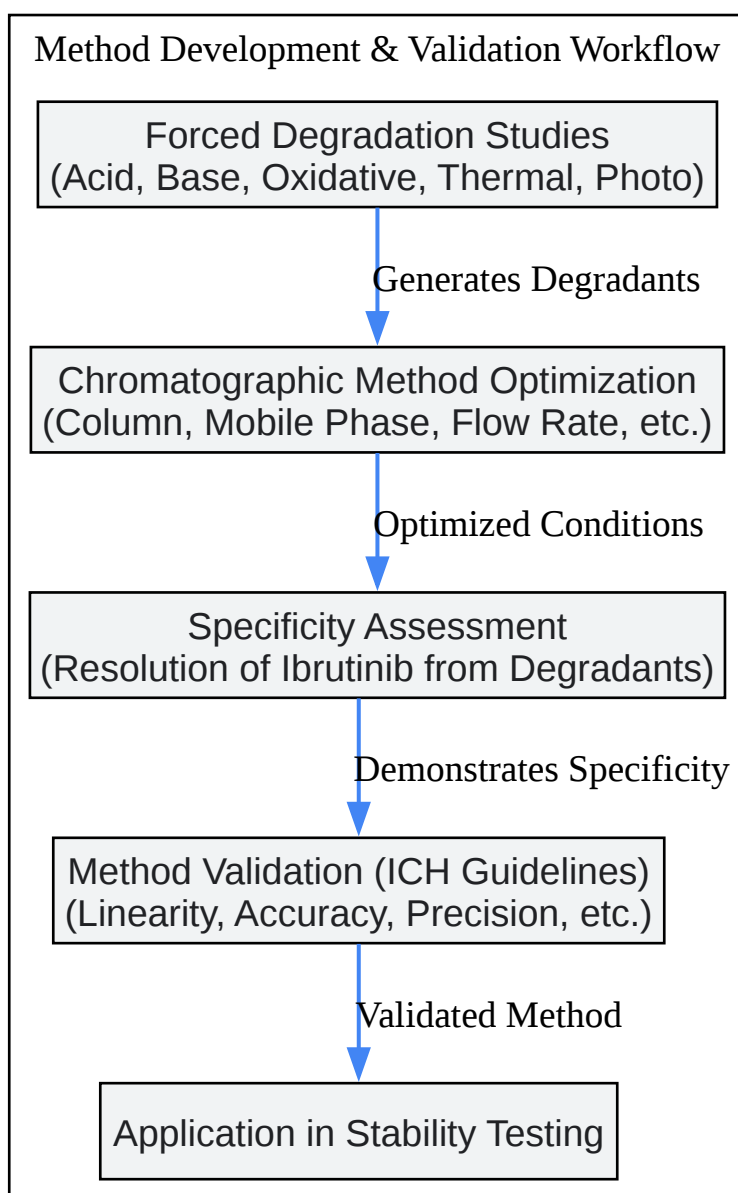 Method Development & Validation Workflow
Forced Degradation Studies
(Acid, Base, Oxidative, Thermal, Photo)
Generates Degradants
Chromatographic Method Optimization
(Column, Mobile Phase, Flow Rate, etc.)
Optimized Conditions
Specificity Assessment
(Resolution of Ibrutinib from Degradants)
Demonstrates Specificity
Method Validation (ICH Guidelines)
(Linearity, Accuracy, Precision, etc.)
Validated Method
Application in Stability Testing